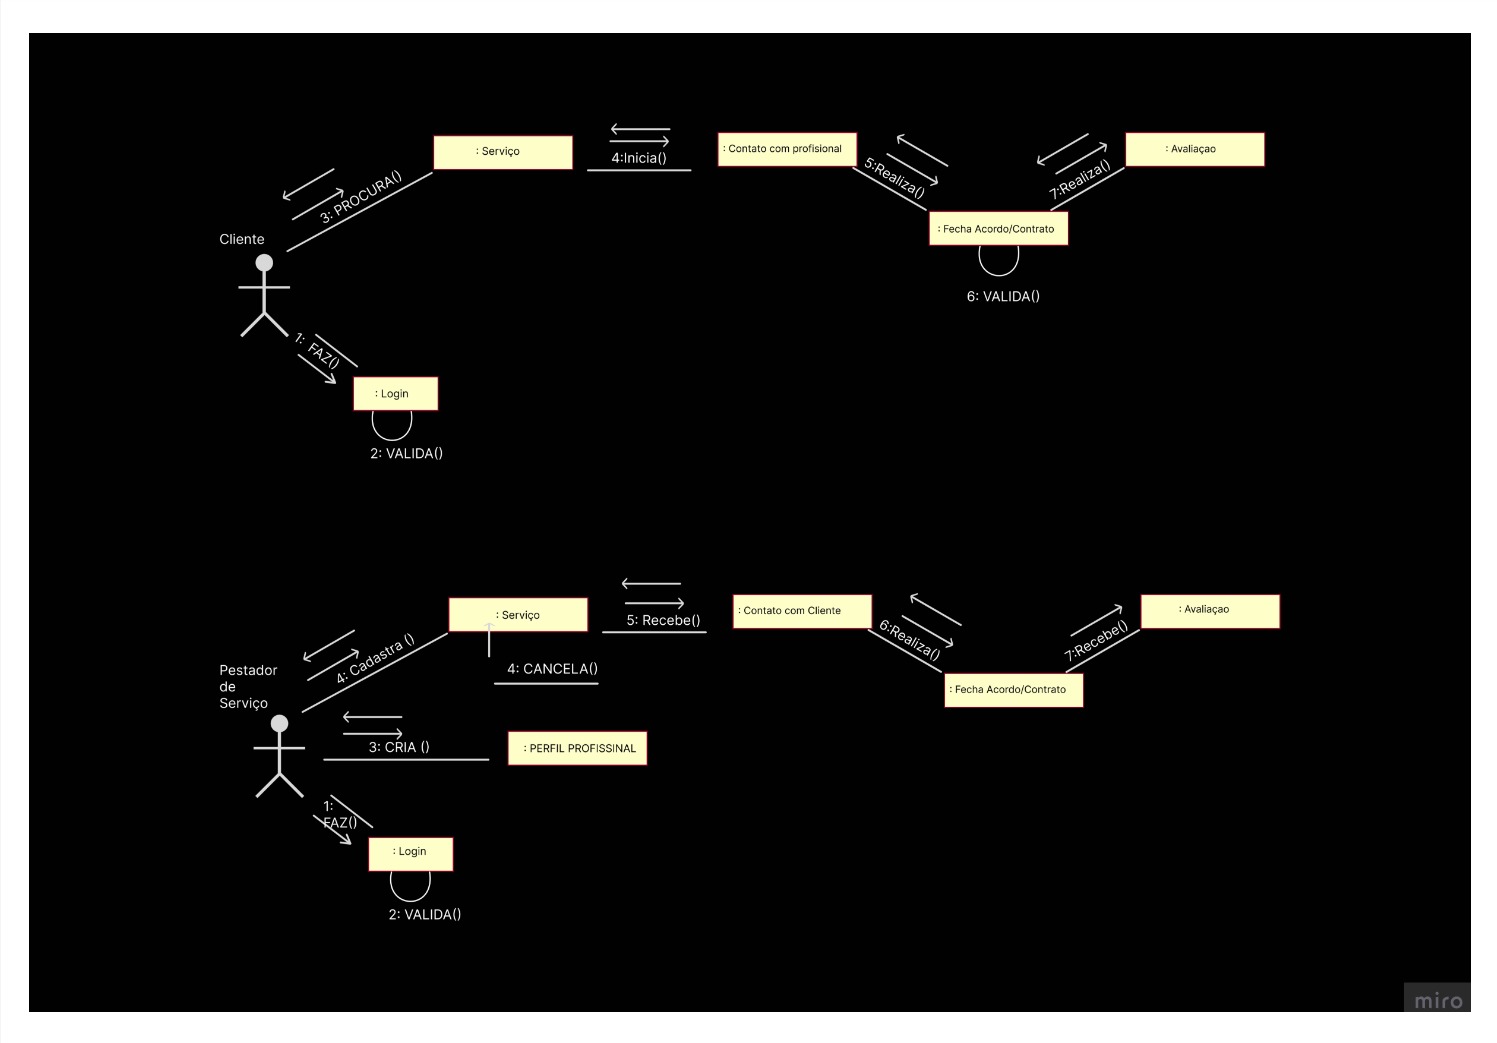 : Serviço
4:Inicia()
: Contato com profisional
5:Realiza()
7:Realiza()
: Avaliaçao
3: PROCURA()
: Fecha Acordo/Contrato
Cliente
6: VALIDA()
1: FAZ()
: Login
2: VALIDA()
: Serviço
5: Recebe()
: Contato com Cliente
6:Realiza()
7:Recebe()
: Avaliaçao
4: Cadastra ()
4: CANCELA()
Pestador
de
Serviço
: Fecha Acordo/Contrato
3: CRIA ()
: PERFIL PROFISSINAL
1:
FAZ()
: Login
2: VALIDA()
miro